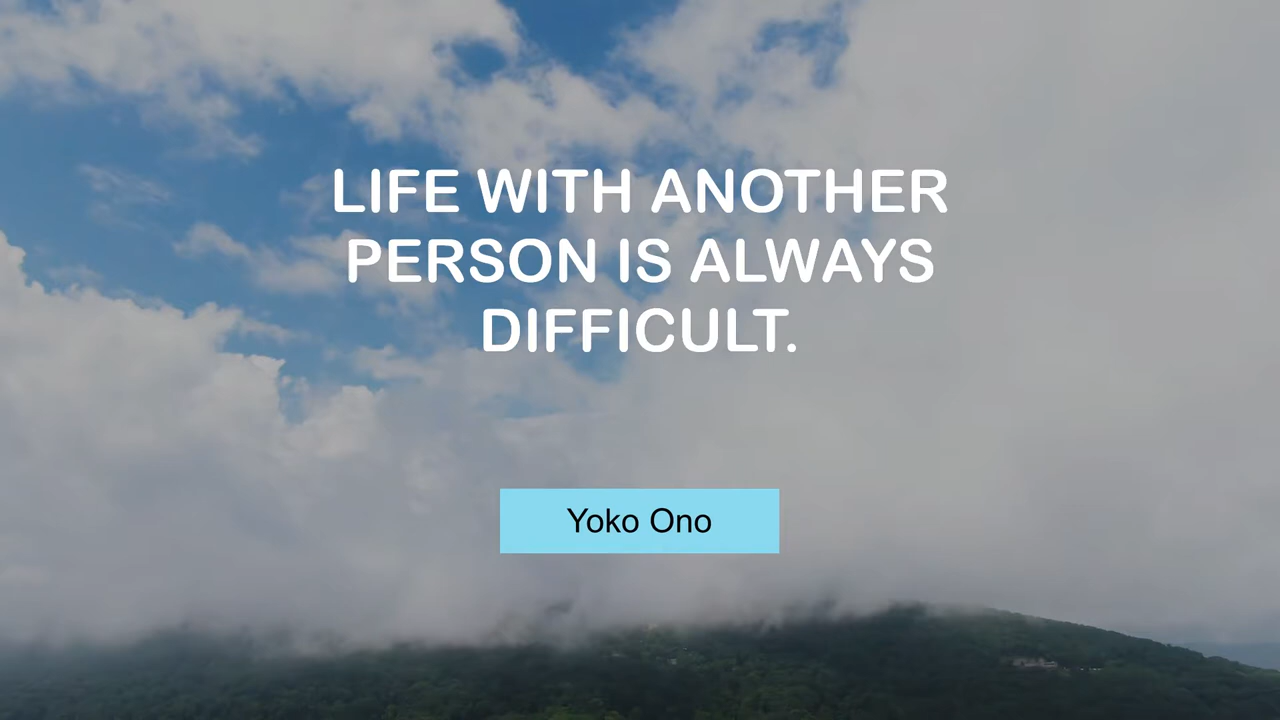 LIFE WITH ANOTHER
PERSON IS ALWAYS
DIFFICULT.
Yoko Ono